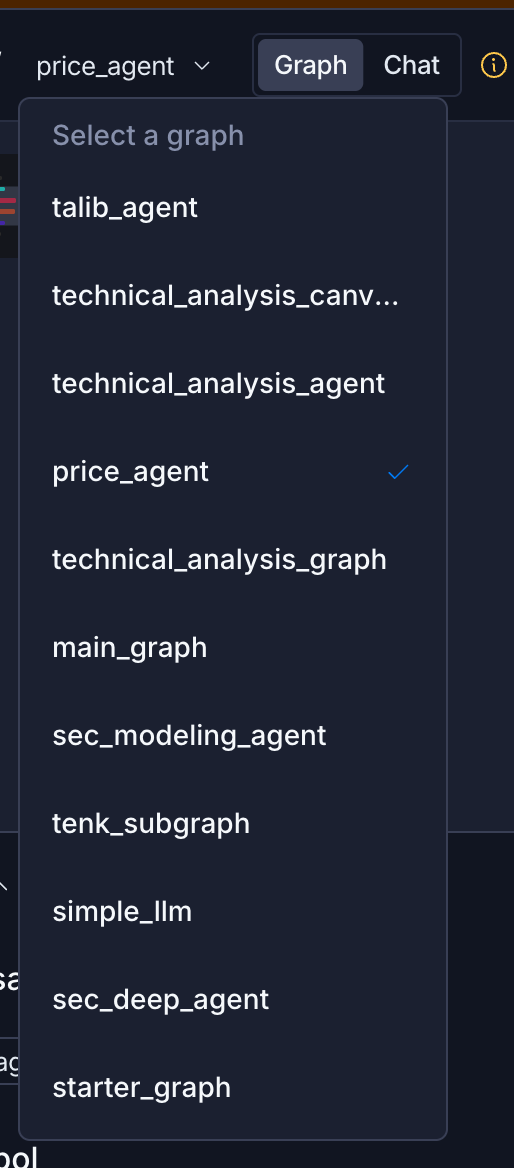 price_agent
Graph
Chat
Select a graph
talib_agent
technical_analysis_canv...
technical_analysis_agent
price_agent
technical_analysis_graph
main_graph
sec_modeling_agent
tenk_subgraph
simple_llm
sec_deep_agent
starter_graph